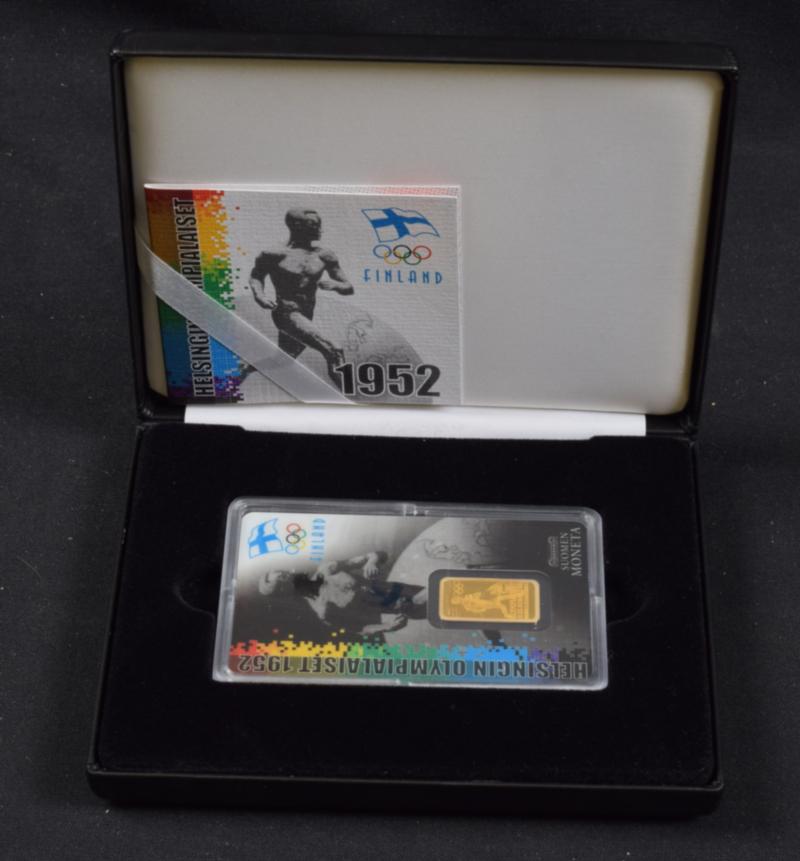 HELSINGIN OLYMPIALAISET
FINLAND
1952
FINLAND
SUOMEN
MONETA
HELSINGIN OLYMPIALAISET 1952